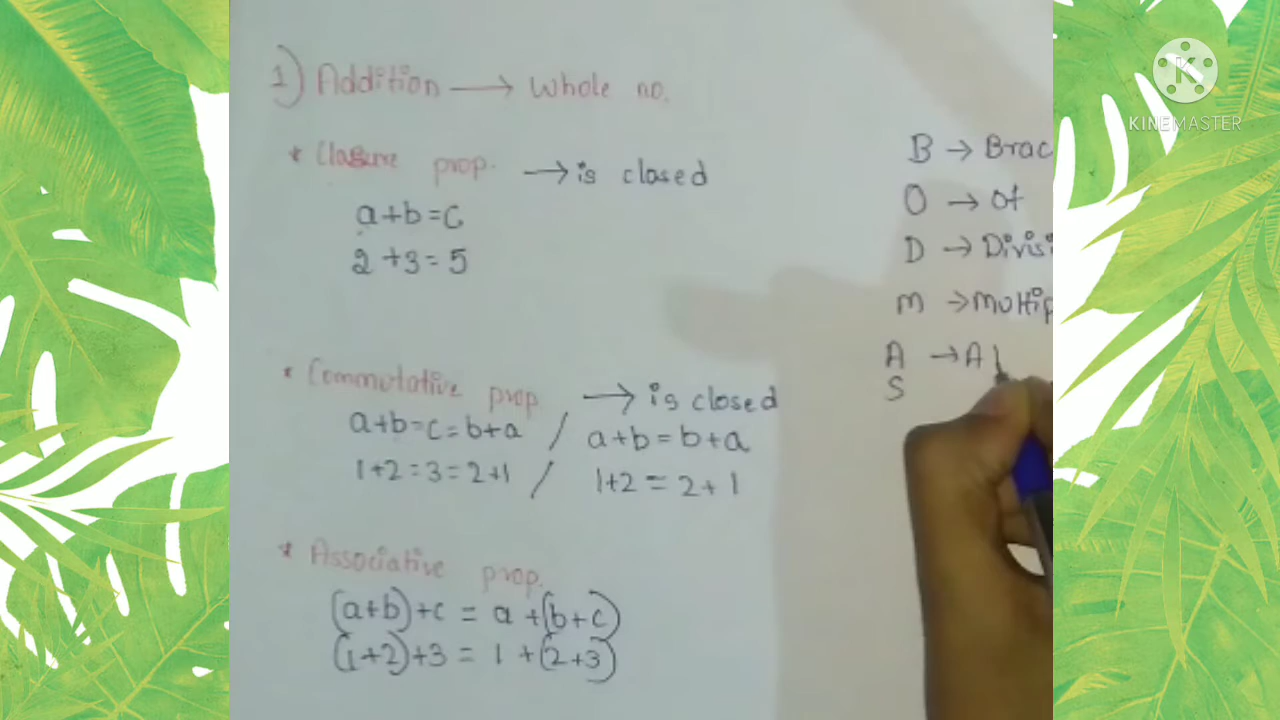 1) Addition → Whole no.
* Closure prop. → is closed
a+b=c
2+3=5
* Commutative prop → is closed
a+b=c=b+a / a+b=b+a
1+2=3=2+1 / 1+2=2+1
* Associative prop.
(a+b)+c = a+(b+c)
(1+2)+3 = 1+(2+3)
B → Brac
O → of
D → Divisi
M → Multip
A → A
S
KINEMASTER